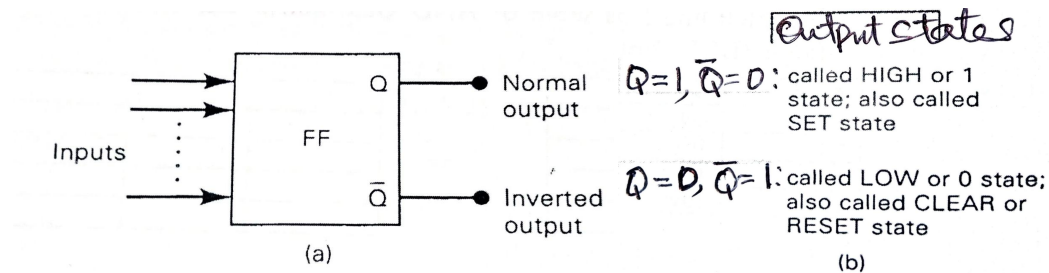 Output states
Inputs
FF
Q
Q̅
Normal
output
Inverted
output
(a)
Q=1, Q̅=0: called HIGH or 1
state; also called
SET state
Q=0, Q̅=1: called LOW or 0 state;
also called CLEAR or
RESET state
(b)